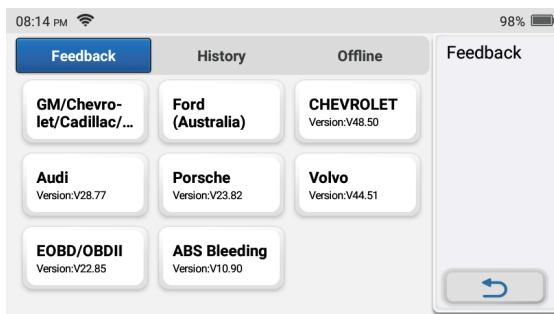 08:14 PM
98%
Feedback
History
Offline
Feedback
GM/Chevro-
let/Cadillac/...
Ford
(Australia)
CHEVROLET
Version:V48.50
Audi
Version:V28.77
Porsche
Version:V23.82
Volvo
Version:V44.51
EOBD/OBDII
Version:V22.85
ABS Bleeding
Version:V10.90